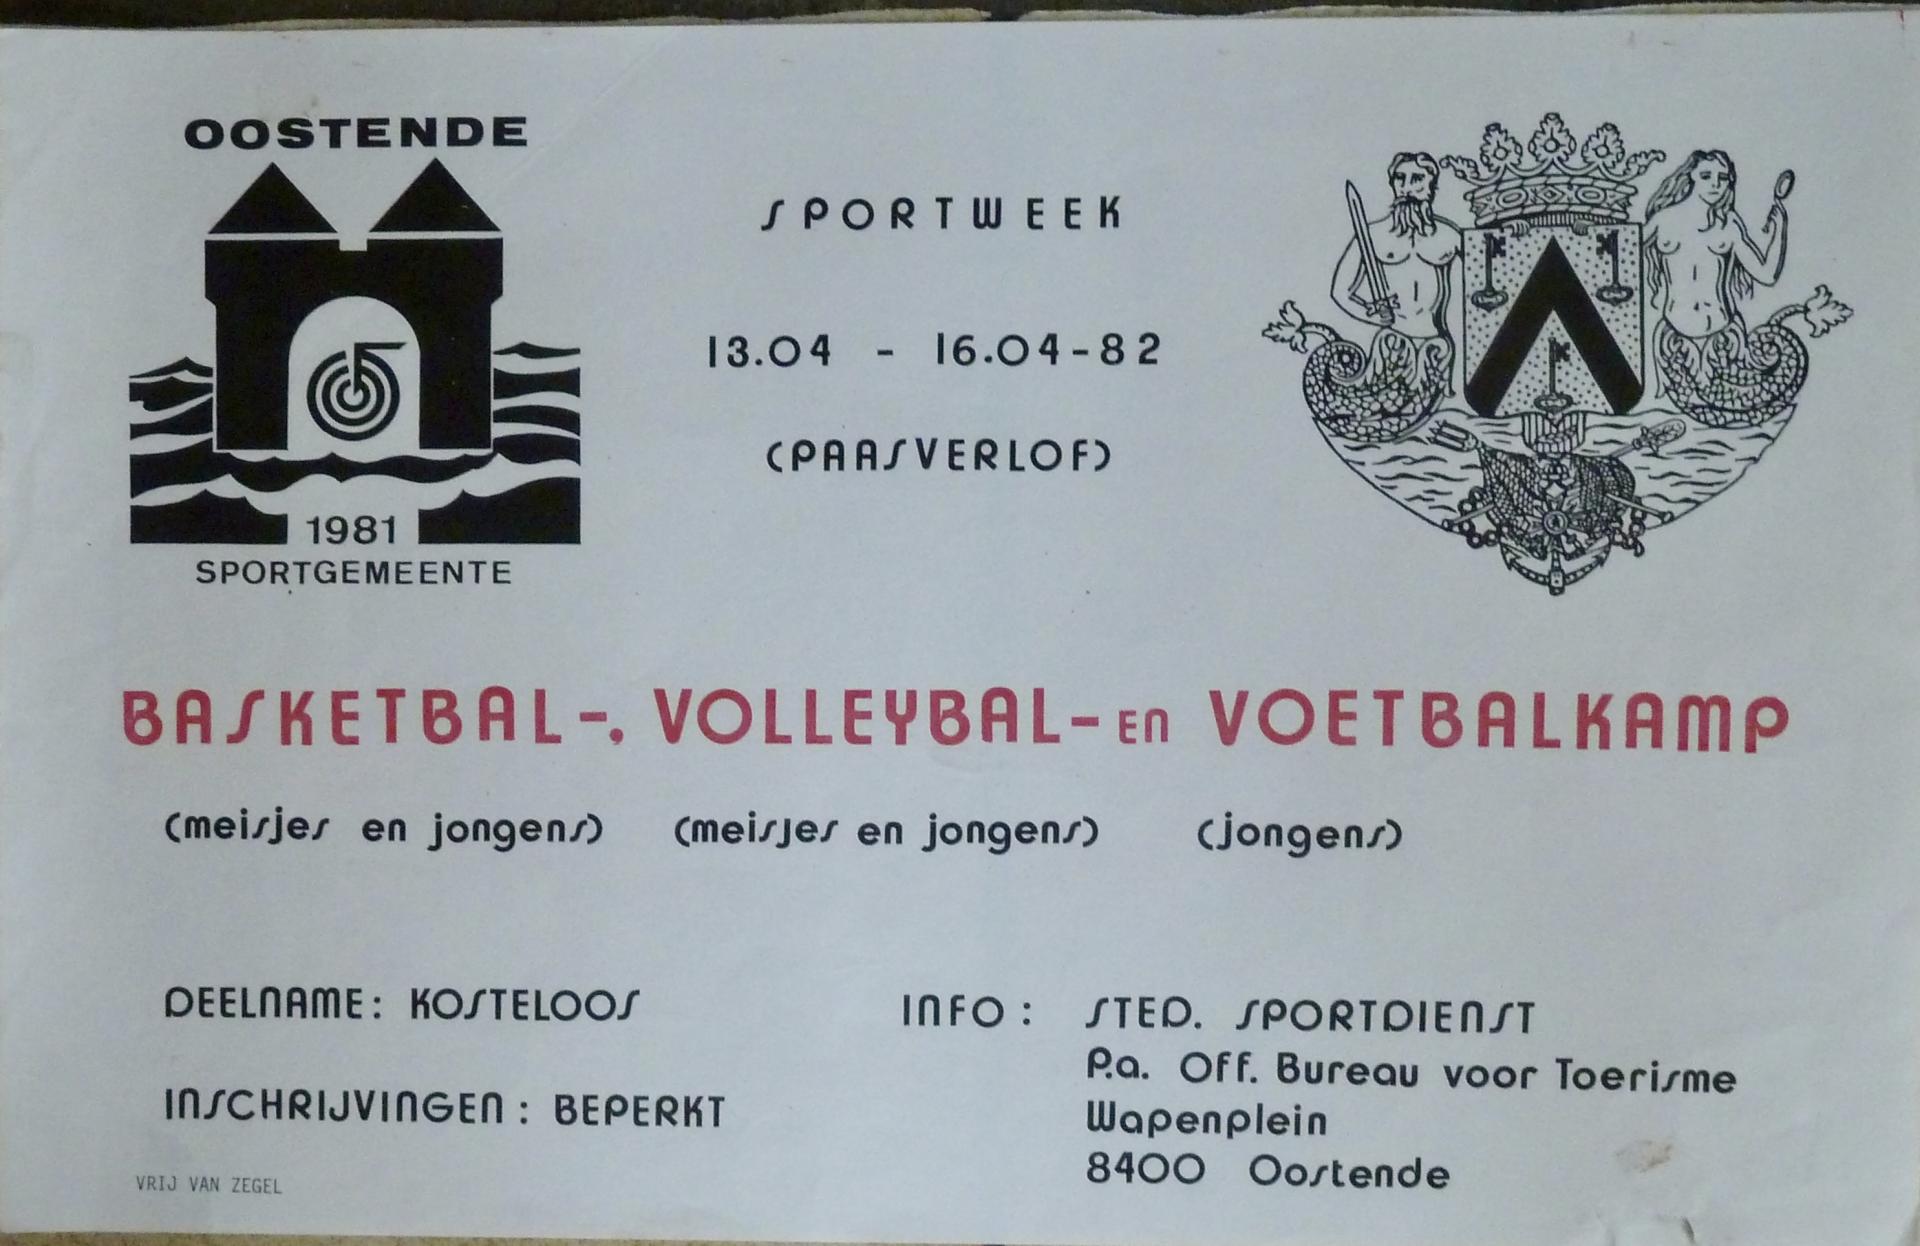 OOSTENDE
1981
SPORTGEMEENTE
SPORTWEEK
13.04 - 16.04-82
(PAASVERLOF)
BASKETBAL-, VOLLEYBAL- EN VOETBALKAMP
(meisjes en jongens) (meisjes en jongens) (jongens)
DEELNAME: KOSTELOOS
INSCHRIJVINGEN: BEPERKT
VRIJ VAN ZEGEL
INFO: STED. SPORTDIENST
P.a. Off. Bureau voor Toerisme
Wapenplein
8400 Oostende